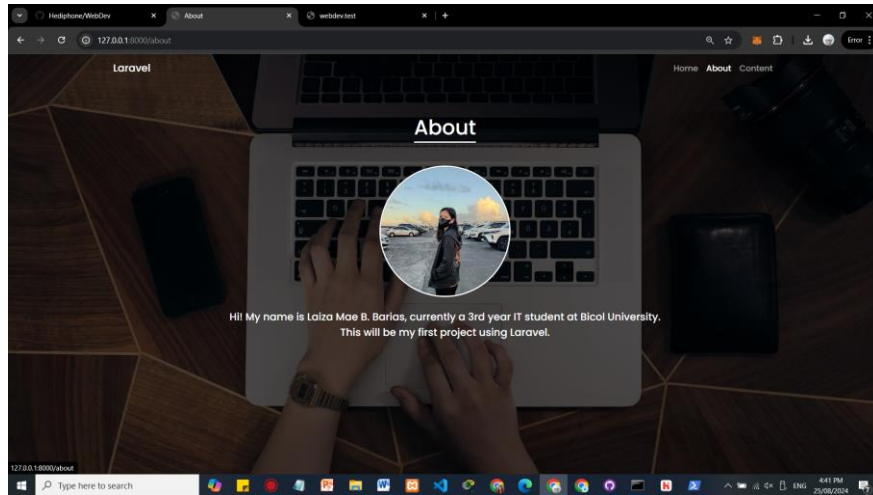 Hediphone/WebDev
About
webdev.test
127.0.0.1:8000/about
Error
Laravel
Home About Content
About
Hi! My name is Laiza Mae B. Barias, currently a 3rd year IT student at Bicol University.
This will be my first project using Laravel.
127.0.0.1:8000/about
Type here to search
ENG
4:41 PM
25/08/2024